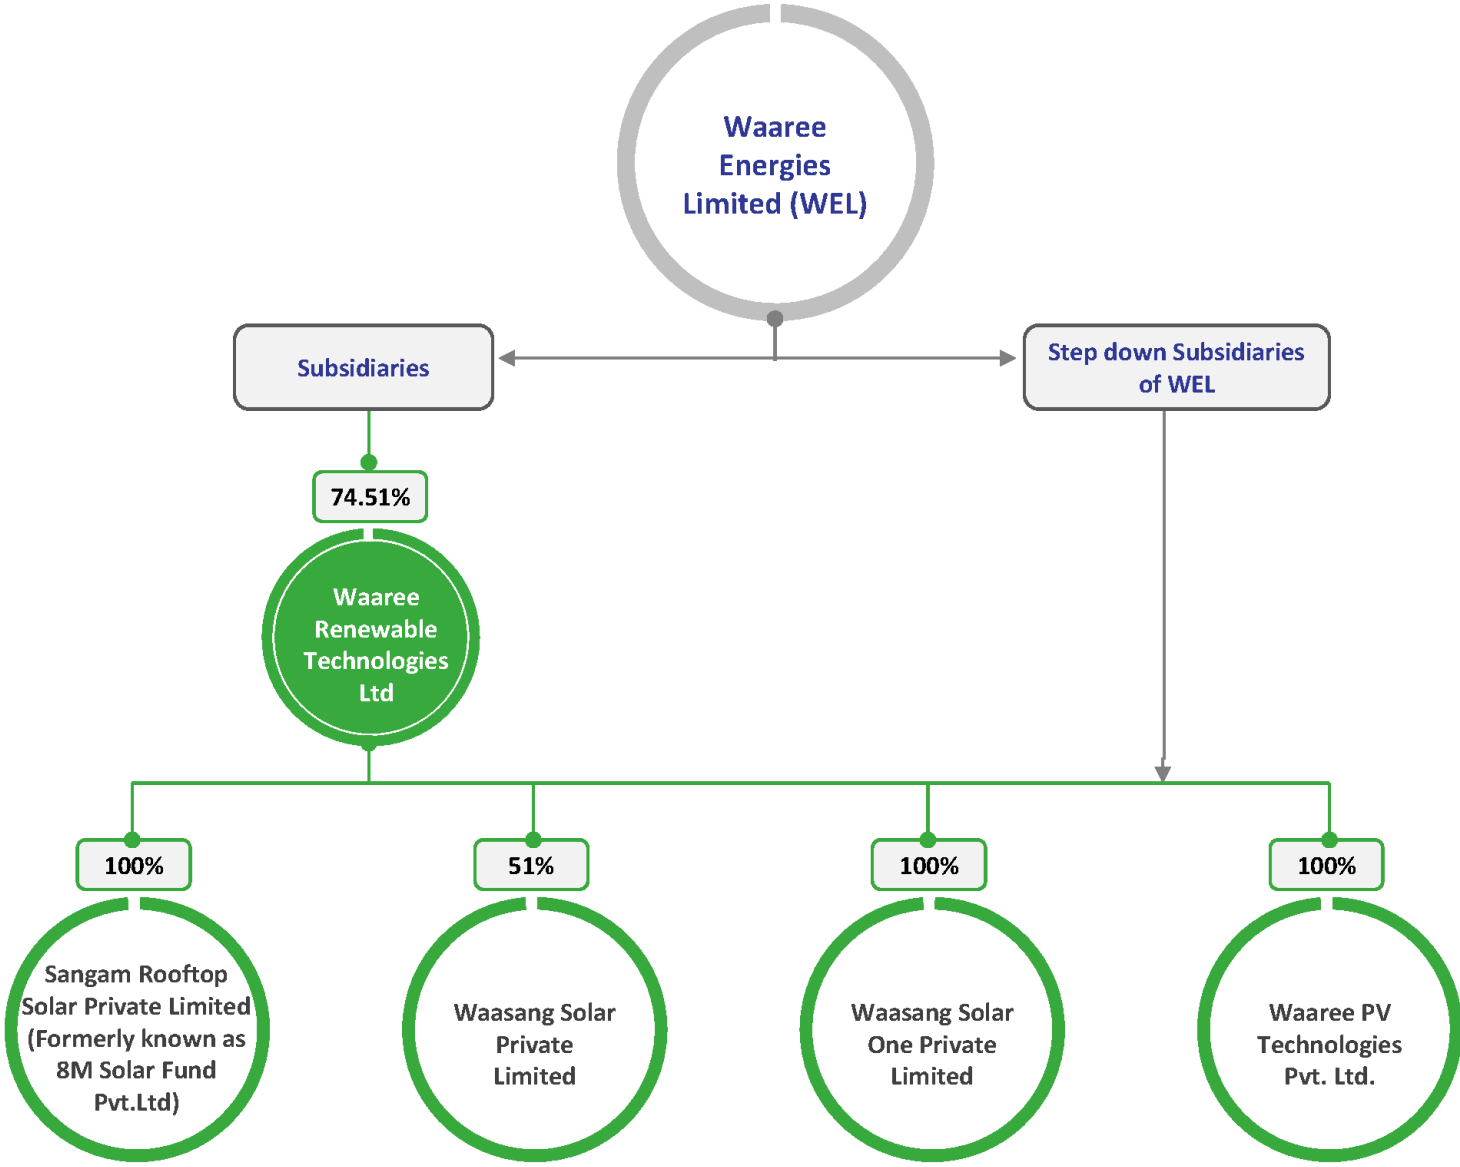 Waaree
Energies
Limited (WEL)
Subsidiaries
Step down Subsidiaries
of WEL
74.51%
Waaree
Renewable
Technologies
Ltd
100%
51%
100%
100%
Sangam Rooftop
Solar Private Limited
(Formerly known as
8M Solar Fund
Pvt.Ltd)
Waasang Solar
Private
Limited
Waasang Solar
One Private
Limited
Waaree PV
Technologies
Pvt. Ltd.